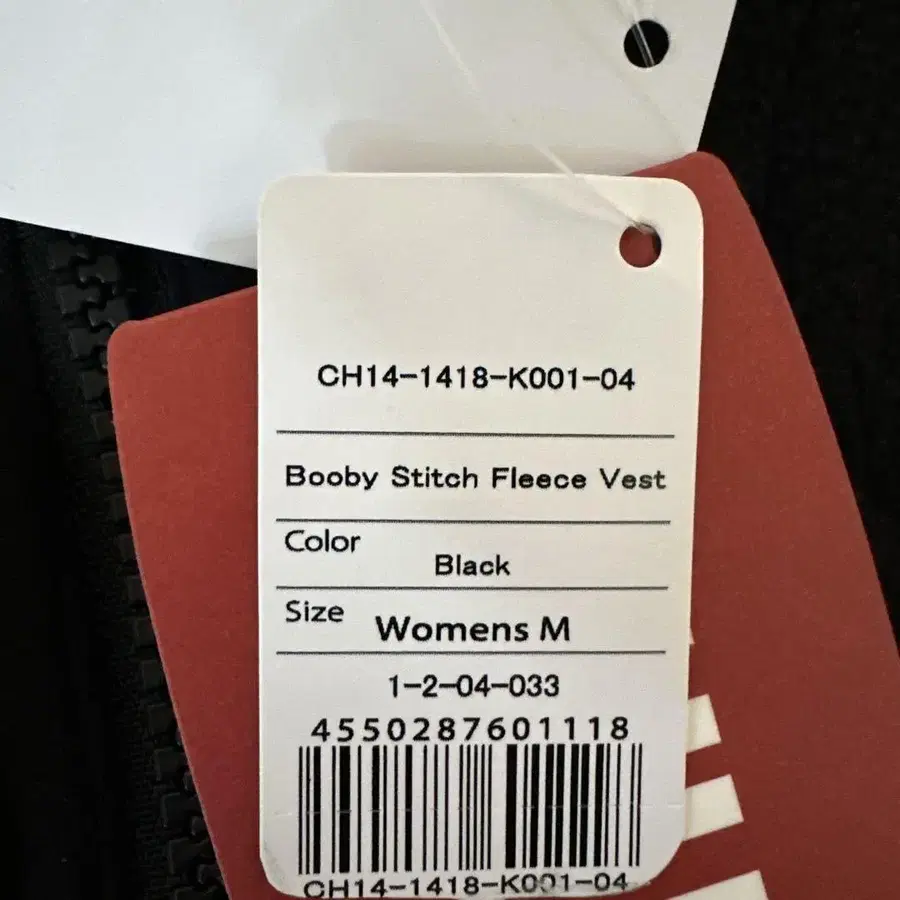 CH14-1418-K001-04
Booby Stitch Fleece Vest
Color
Black
Size
Womens M
1-2-04-033
4550287601118
CH14-1418-K001-04